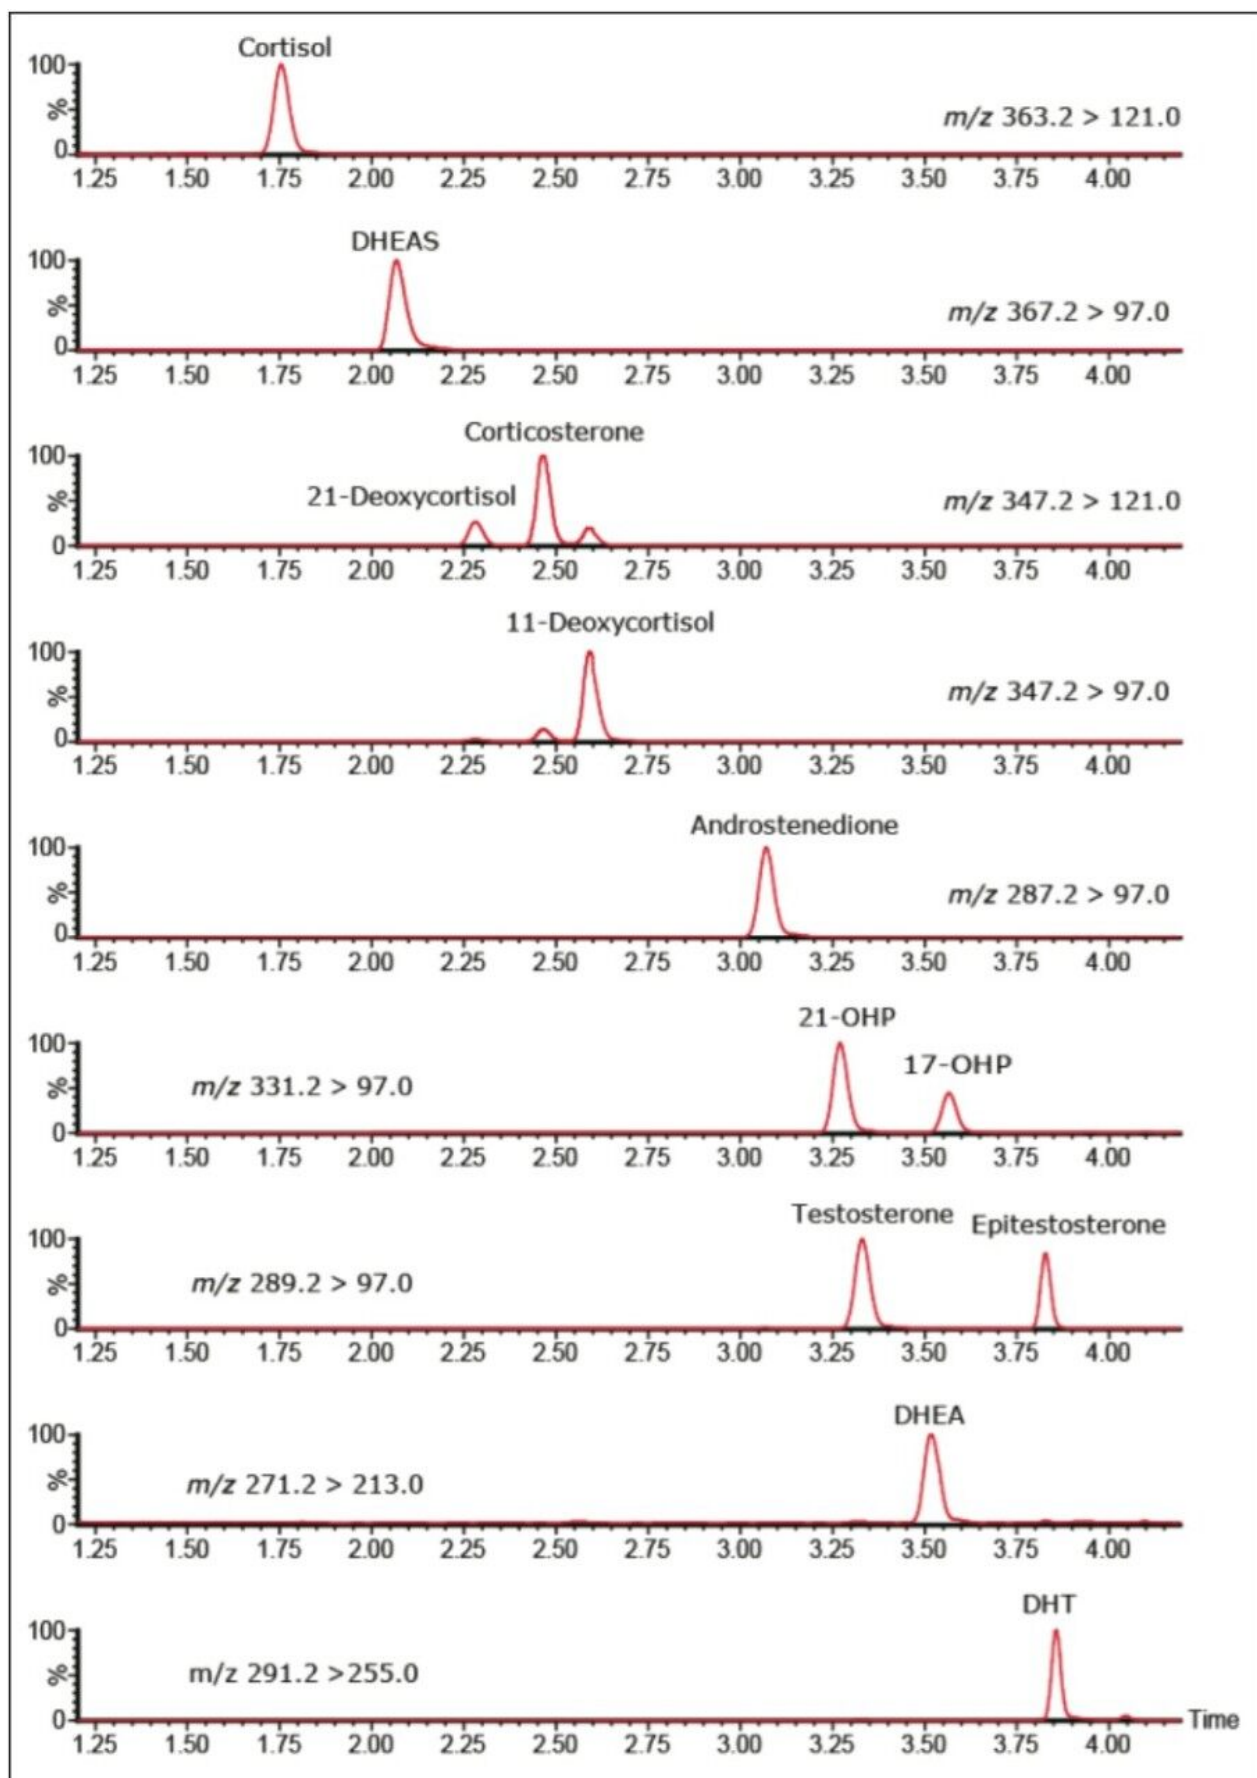 Cortisol
100
%
0
m/z 363.2 > 121.0
1.25 1.50 1.75 2.00 2.25 2.50 2.75 3.00 3.25 3.50 3.75 4.00
DHEAS
100
%
0
m/z 367.2 > 97.0
1.25 1.50 1.75 2.00 2.25 2.50 2.75 3.00 3.25 3.50 3.75 4.00
Corticosterone
100
21-Deoxycortisol
%
0
m/z 347.2 > 121.0
1.25 1.50 1.75 2.00 2.25 2.50 2.75 3.00 3.25 3.50 3.75 4.00
11-Deoxycortisol
100
%
0
m/z 347.2 > 97.0
1.25 1.50 1.75 2.00 2.25 2.50 2.75 3.00 3.25 3.50 3.75 4.00
Androstenedione
100
%
0
m/z 287.2 > 97.0
1.25 1.50 1.75 2.00 2.25 2.50 2.75 3.00 3.25 3.50 3.75 4.00
21-OHP
100
17-OHP
%
0
m/z 331.2 > 97.0
1.25 1.50 1.75 2.00 2.25 2.50 2.75 3.00 3.25 3.50 3.75 4.00
Testosterone
Epitestosterone
100
%
0
m/z 289.2 > 97.0
1.25 1.50 1.75 2.00 2.25 2.50 2.75 3.00 3.25 3.50 3.75 4.00
DHEA
100
%
0
m/z 271.2 > 213.0
1.25 1.50 1.75 2.00 2.25 2.50 2.75 3.00 3.25 3.50 3.75 4.00
DHT
100
%
0
m/z 291.2 >255.0
Time
1.25 1.50 1.75 2.00 2.25 2.50 2.75 3.00 3.25 3.50 3.75 4.00